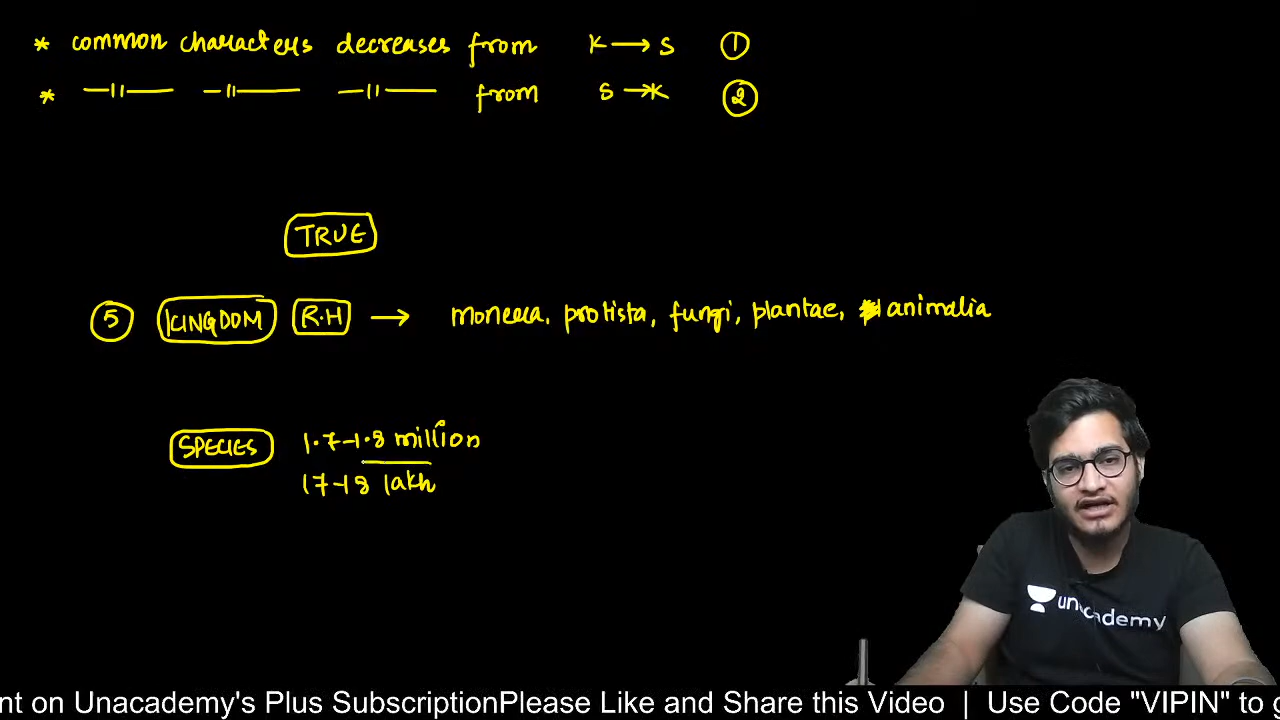 * common characters decreases from K → S ①
* —॥— —॥— —॥— from S → K ②
TRUE
⑤ KINGDOM R.H → monera, protista, fungi, plantae, animalia
SPECIES 1.7-1.8 million
17-18 lakh
unacademy
nt on Unacademy's Plus SubscriptionPlease Like and Share this Video | Use Code "VIPIN" to g